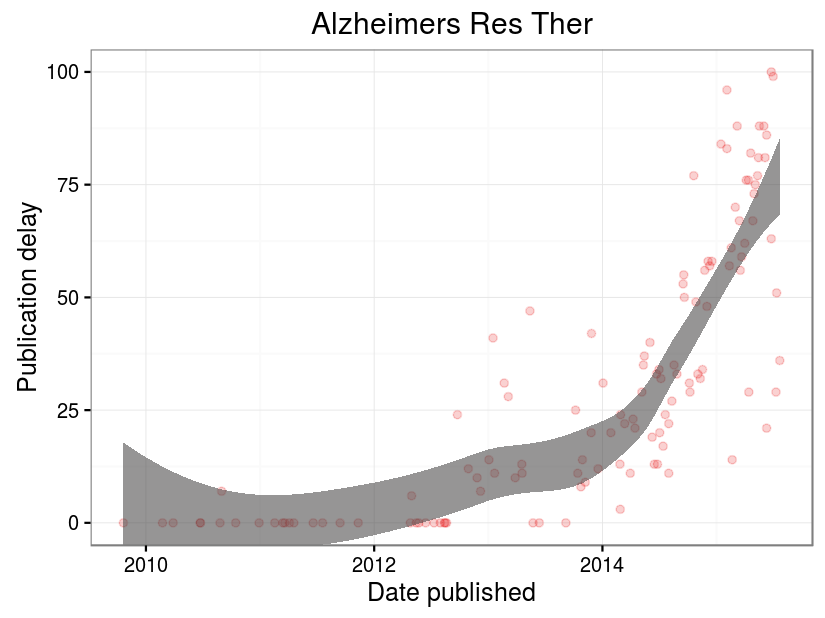 Alzheimers Res Ther
100
75
50
25
0
Publication delay
2010 2012 2014
Date published